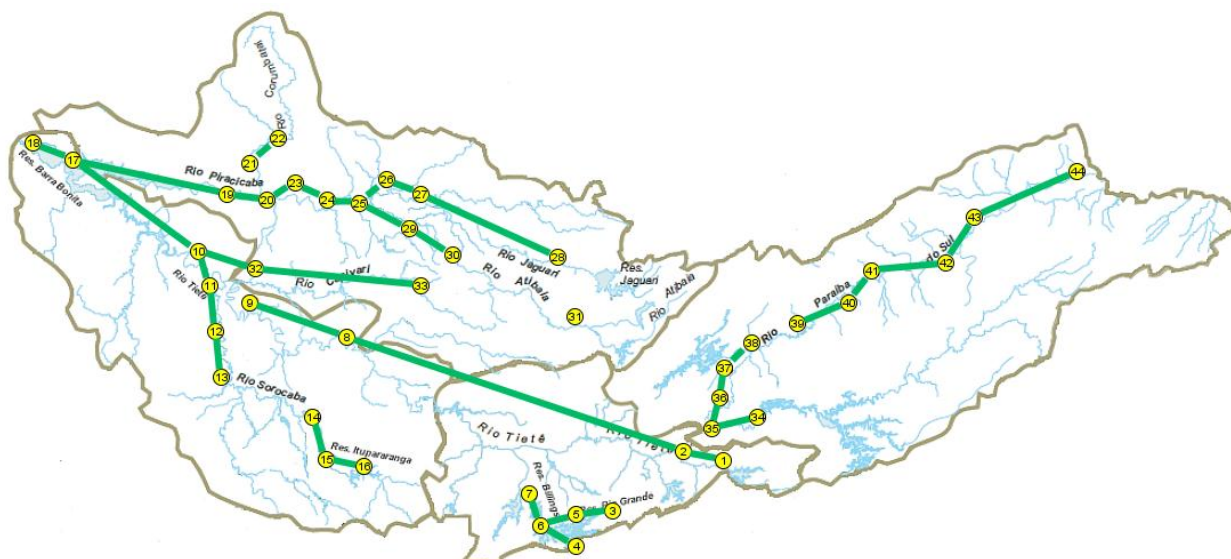 Rio Corumbataí
22
21
18
17
Res. Barra Bonita
Rio Piracicaba
19
20
23
24
25
26
27
29
30
28
Rio Jaguari
Res.
Jaguari
Rio Atibaia
Rio Atibaia
31
10
32
Rio
33
Rio Tietê
11
9
12
8
13
Rio Sorocaba
14
15
Res. Itupararanga
16
44
43
do Sul
42
41
Paraíba
40
39
Rio
38
37
36
35
34
Rio Tietê
Rio Tietê
2
1
Res. Billings
7
Rio Grande
3
5
6
4